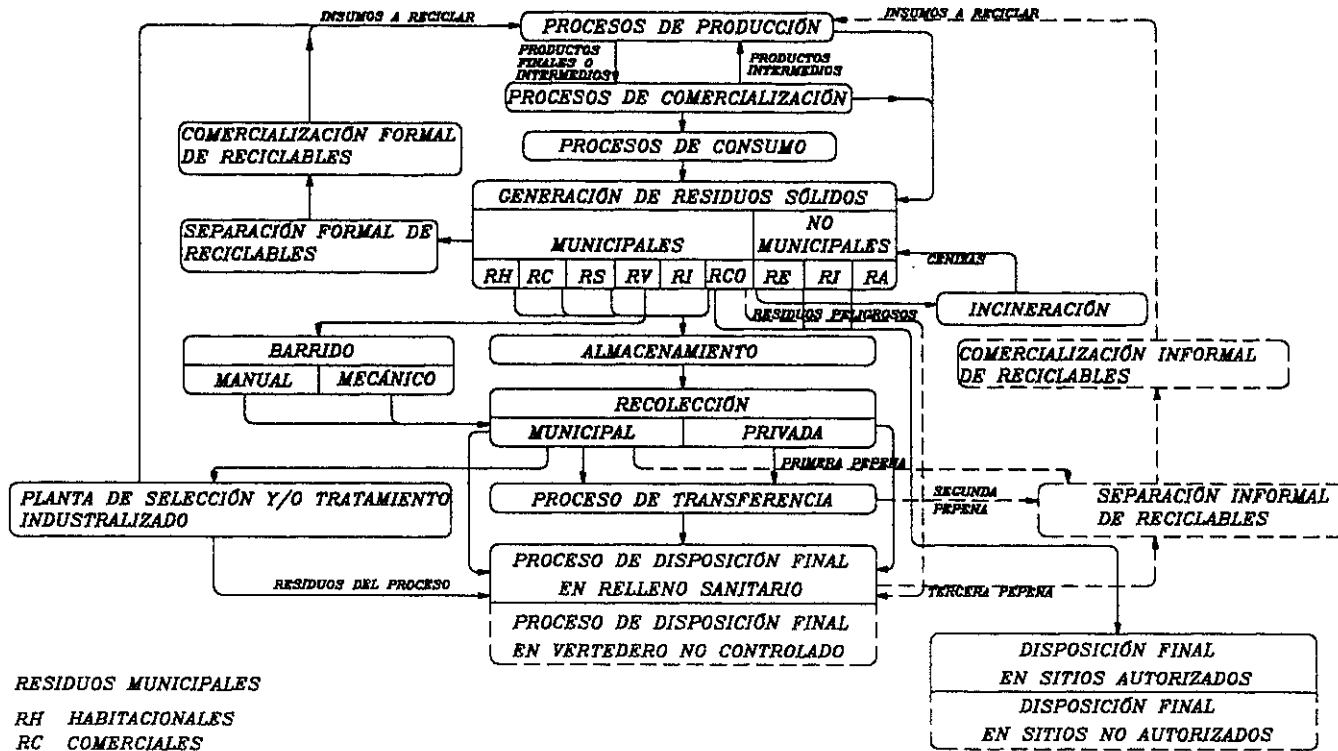 INSUMOS A RECICLAR
PROCESOS DE PRODUCCIÓN
INSUMOS A RECICLAR
PRODUCTOS
FINALES O
INTERMEDIOS
PRODUCTOS
INTERMEDIOS
PROCESOS DE COMERCIALIZACIÓN
COMERCIALIZACIÓN FORMAL
DE RECICLABLES
PROCESOS DE CONSUMO
GENERACIÓN DE RESIDUOS SÓLIDOS
SEPARACIÓN FORMAL DE
RECICLABLES
MUNICIPALES
NO
MUNICIPALES
CENIZAS
RH RC RS RV RI RCO RE RI RA
INCINERACIÓN
RESIDUOS PELIGROSOS
BARRIDO
MANUAL MECÁNICO
ALMACENAMIENTO
COMERCIALIZACIÓN INFORMAL
DE RECICLABLES
RECOLECCIÓN
MUNICIPAL PRIVADA
PRIMERA PEPENA
PLANTA DE SELECCIÓN Y/O TRATAMIENTO
INDUSTRALIZADO
PROCESO DE TRANSFERENCIA
SEGUNDA
PEPENA
SEPARACIÓN INFORMAL
DE RECICLABLES
PROCESO DE DISPOSICIÓN FINAL
EN RELLENO SANITARIO
RESIDUOS DEL PROCESO
TERCERA PEPENA
PROCESO DE DISPOSICIÓN FINAL
EN VERTEDERO NO CONTROLADO
DISPOSICIÓN FINAL
EN SITIOS AUTORIZADOS
DISPOSICIÓN FINAL
EN SITIOS NO AUTORIZADOS
RESIDUOS MUNICIPALES
RH HABITACIONALES
RC COMERCIALES